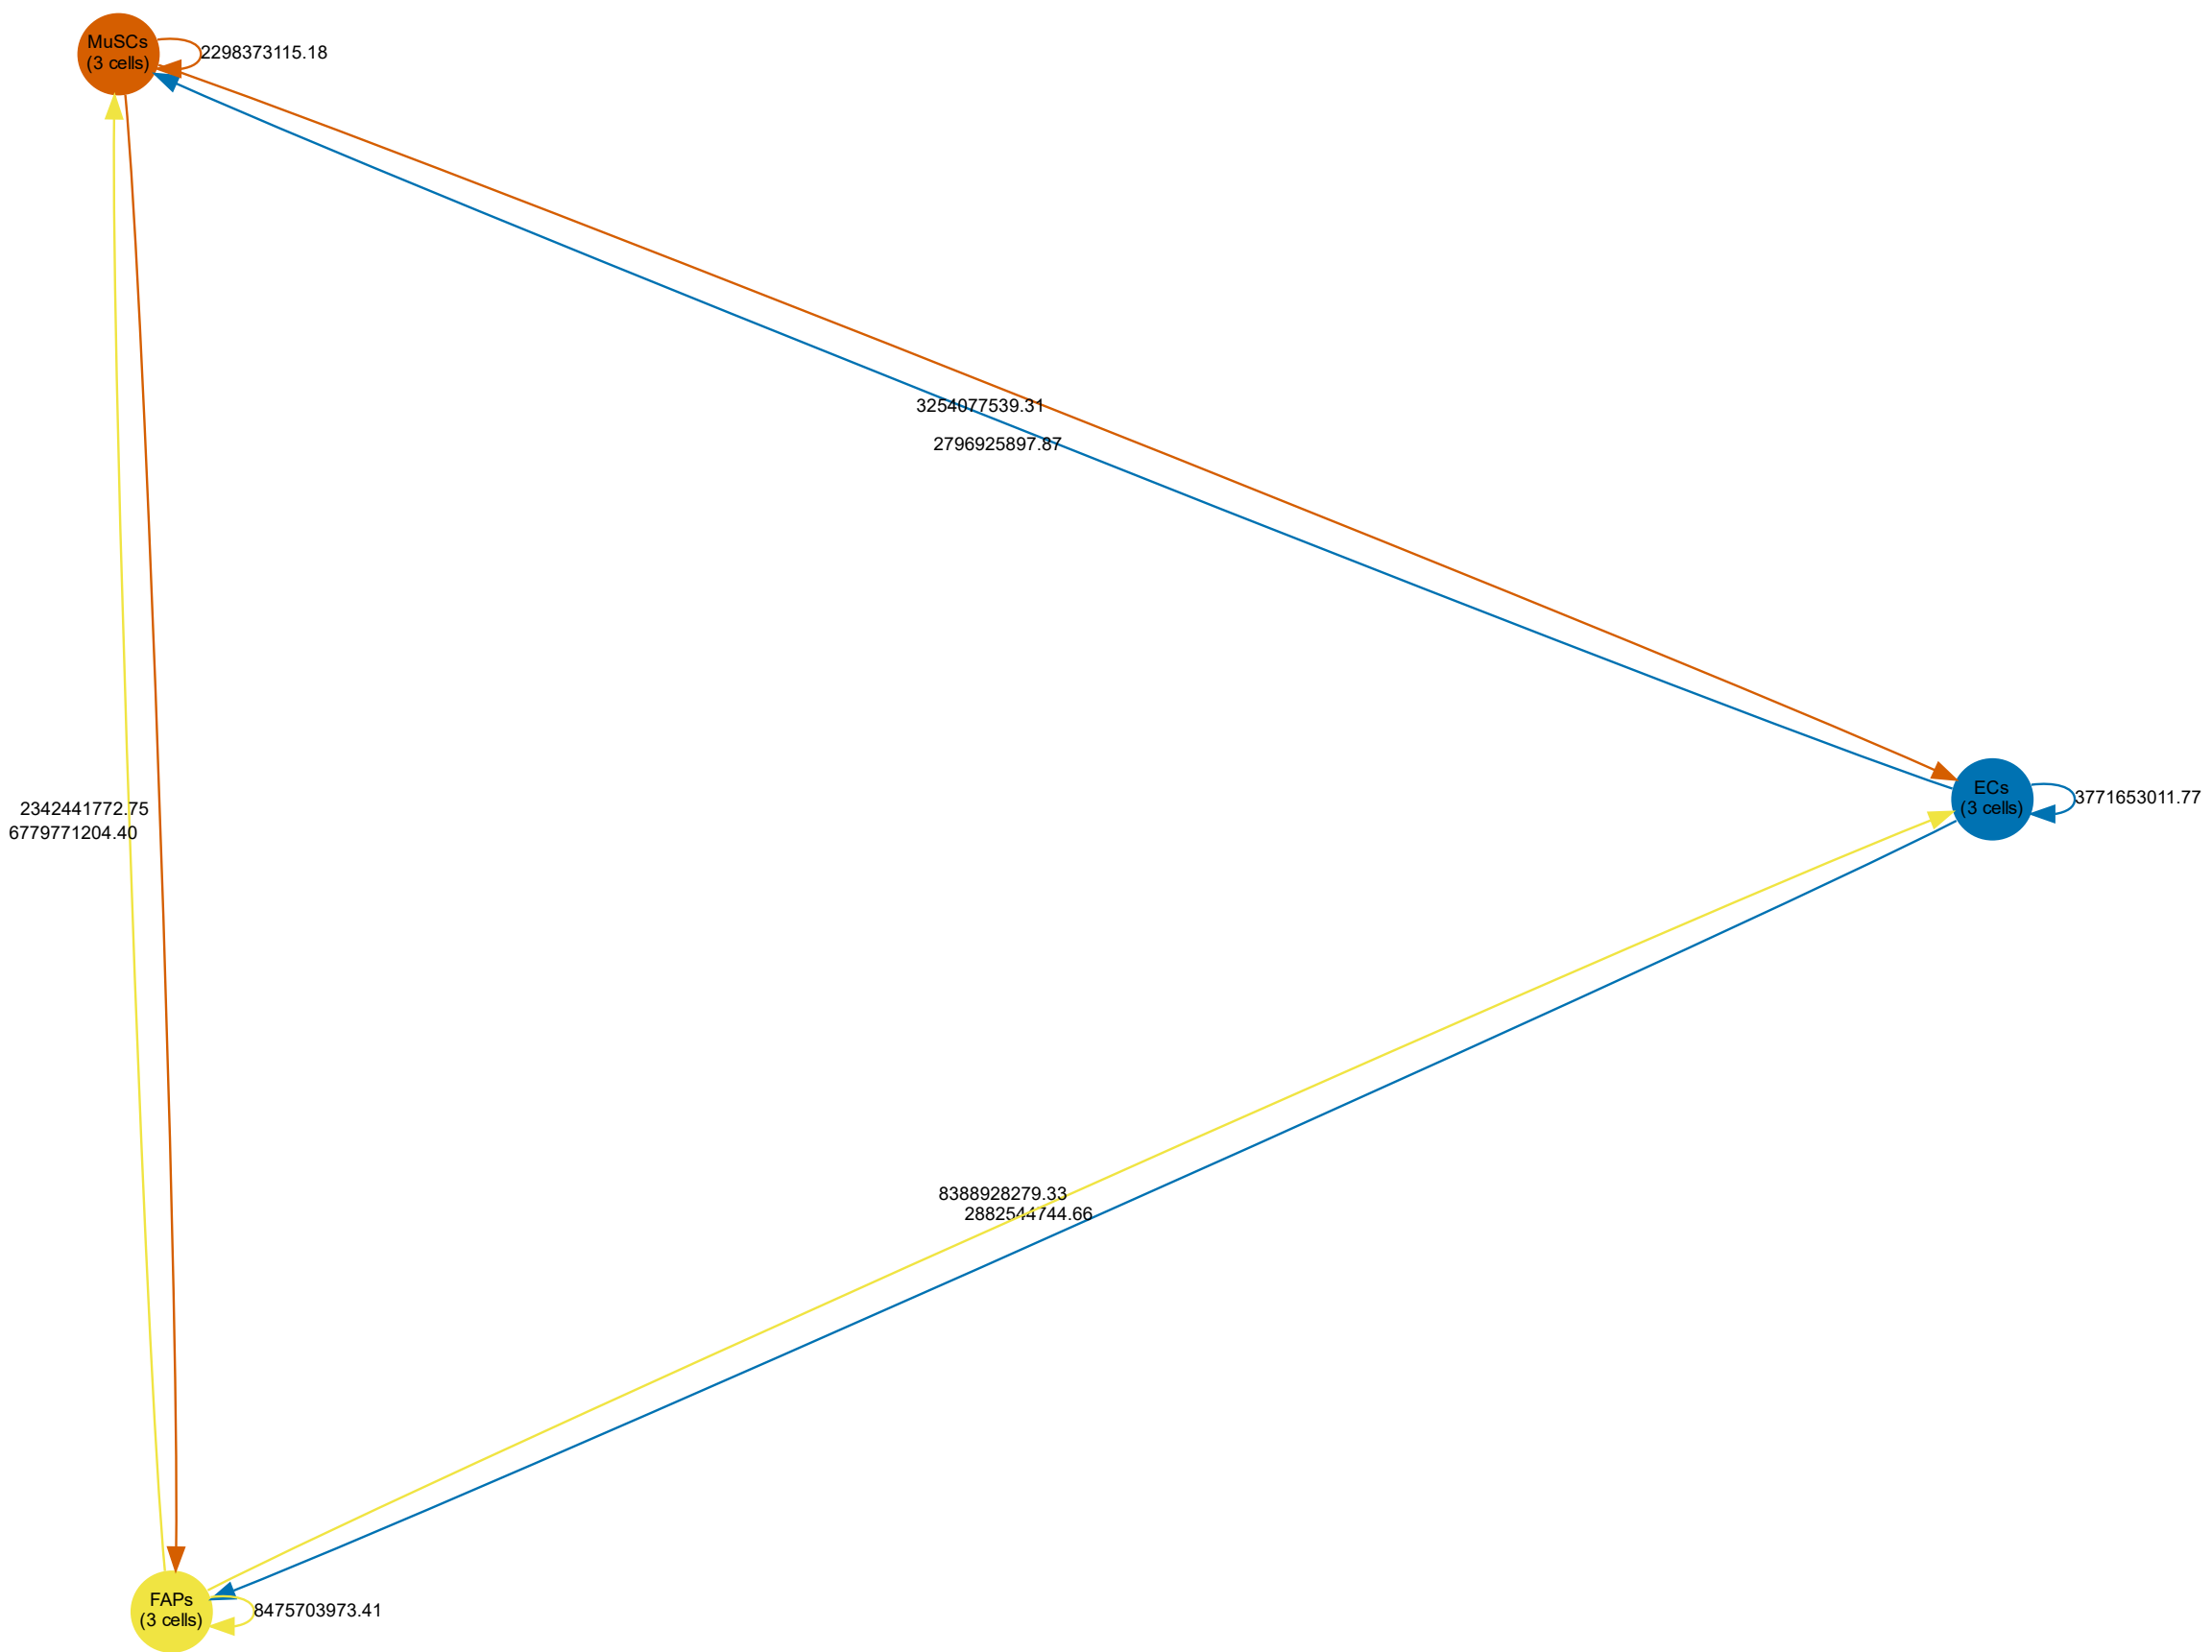 MuSCs
(3 cells)
2298373115.18
3254077539.31
2796925897.87
ECs
(3 cells)
3771653011.77
2342441772.75
6779771204.40
8388928279.33
2882544744.66
FAPs
(3 cells)
8475703973.41